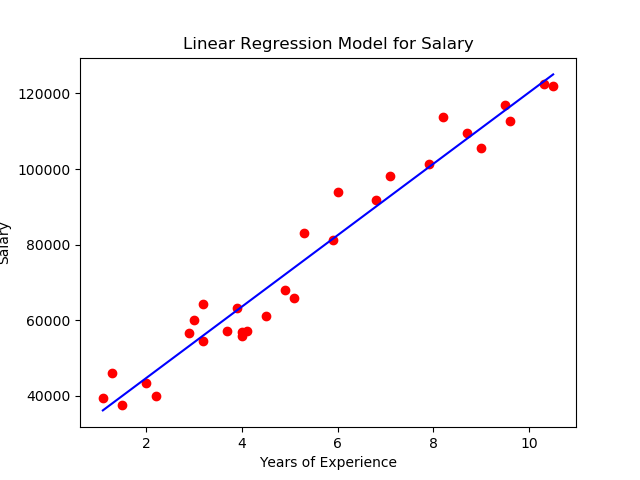 Linear Regression Model for Salary
120000
100000
80000
60000
40000
Salary
2 4 6 8 10
Years of Experience